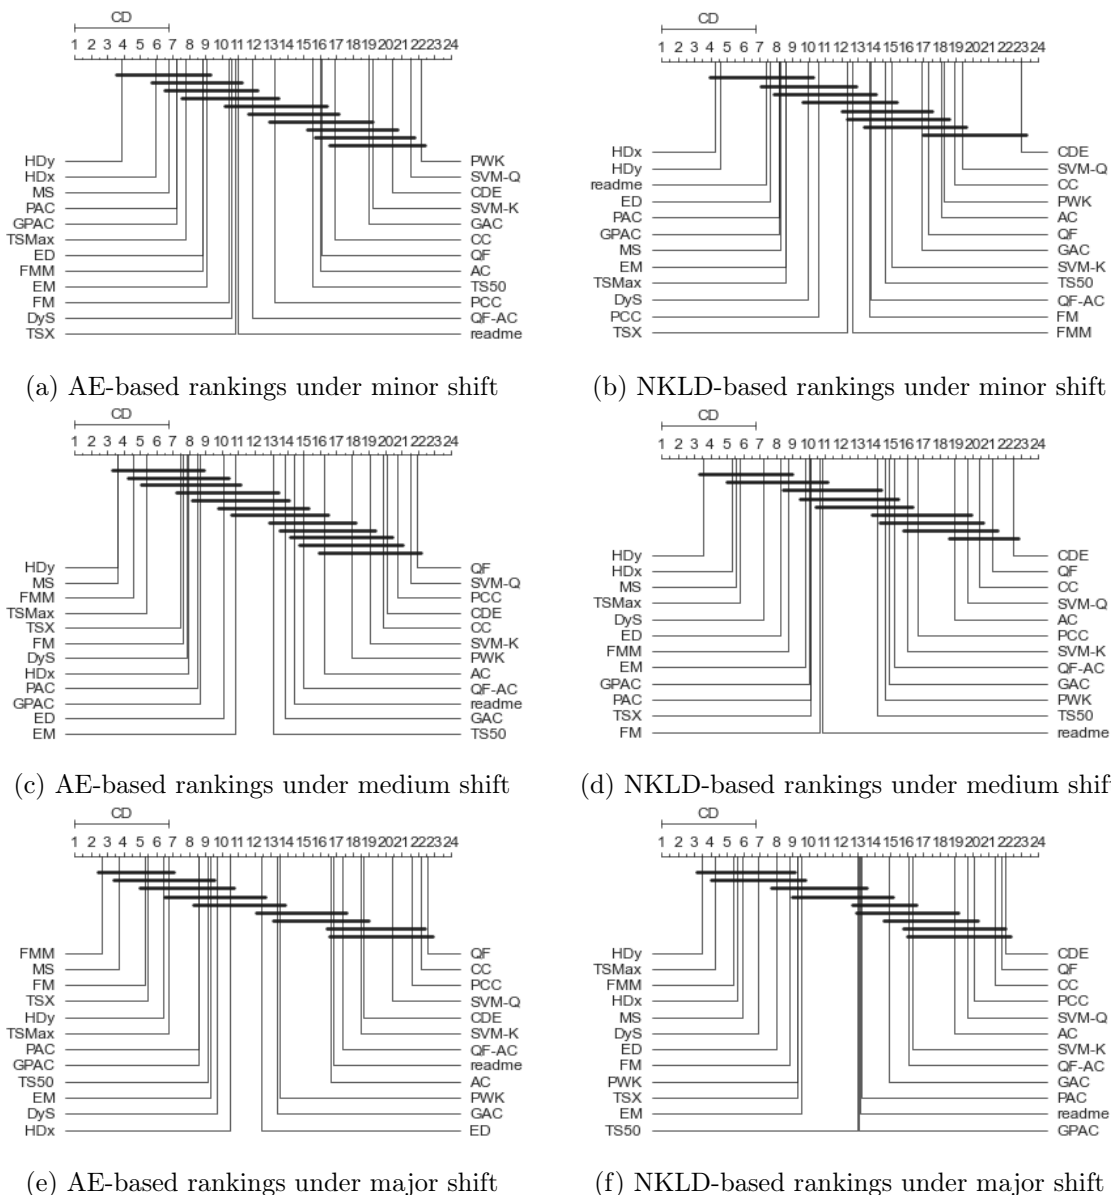 CD
1 2 3 4 5 6 7 8 9 10 11 12 13 14 15 16 17 18 19 20 21 22 23 24
HDy PWK
HDx SVM-Q
MS CDE
PAC SVM-K
GPAC GAC
TSMax CC
ED QF
FMM AC
EM TS50
FM PCC
DyS QF-AC
TSX readme
(a) AE-based rankings under minor shift
CD
1 2 3 4 5 6 7 8 9 10 11 12 13 14 15 16 17 18 19 20 21 22 23 24
HDx CDE
HDy SVM-Q
readme CC
ED PWK
PAC AC
GPAC QF
MS GAC
EM SVM-K
TSMax TS50
DyS QF-AC
PCC FM
TSX FMM
(b) NKLD-based rankings under minor shift
CD
1 2 3 4 5 6 7 8 9 10 11 12 13 14 15 16 17 18 19 20 21 22 23 24
HDy QF
MS SVM-Q
FMM PCC
TSMax CDE
TSX CC
FM SVM-K
DyS PWK
HDx AC
PAC QF-AC
GPAC readme
ED GAC
EM TS50
(c) AE-based rankings under medium shift
CD
1 2 3 4 5 6 7 8 9 10 11 12 13 14 15 16 17 18 19 20 21 22 23 24
HDy CDE
HDx QF
MS CC
TSMax SVM-Q
DyS AC
ED PCC
FMM SVM-K
EM QF-AC
GPAC GAC
PAC PWK
TSX TS50
FM readme
(d) NKLD-based rankings under medium shif
CD
1 2 3 4 5 6 7 8 9 10 11 12 13 14 15 16 17 18 19 20 21 22 23 24
FMM QF
MS CC
FM PCC
TSX SVM-Q
HDy CDE
TSMax SVM-K
PAC QF-AC
GPAC readme
TS50 AC
EM PWK
DyS GAC
HDx ED
(e) AE-based rankings under major shift
CD
1 2 3 4 5 6 7 8 9 10 11 12 13 14 15 16 17 18 19 20 21 22 23 24
HDy CDE
TSMax QF
FMM CC
HDx PCC
MS SVM-Q
DyS AC
ED SVM-K
FM QF-AC
PWK GAC
TSX PAC
EM readme
TS50 GPAC
(f) NKLD-based rankings under major shift